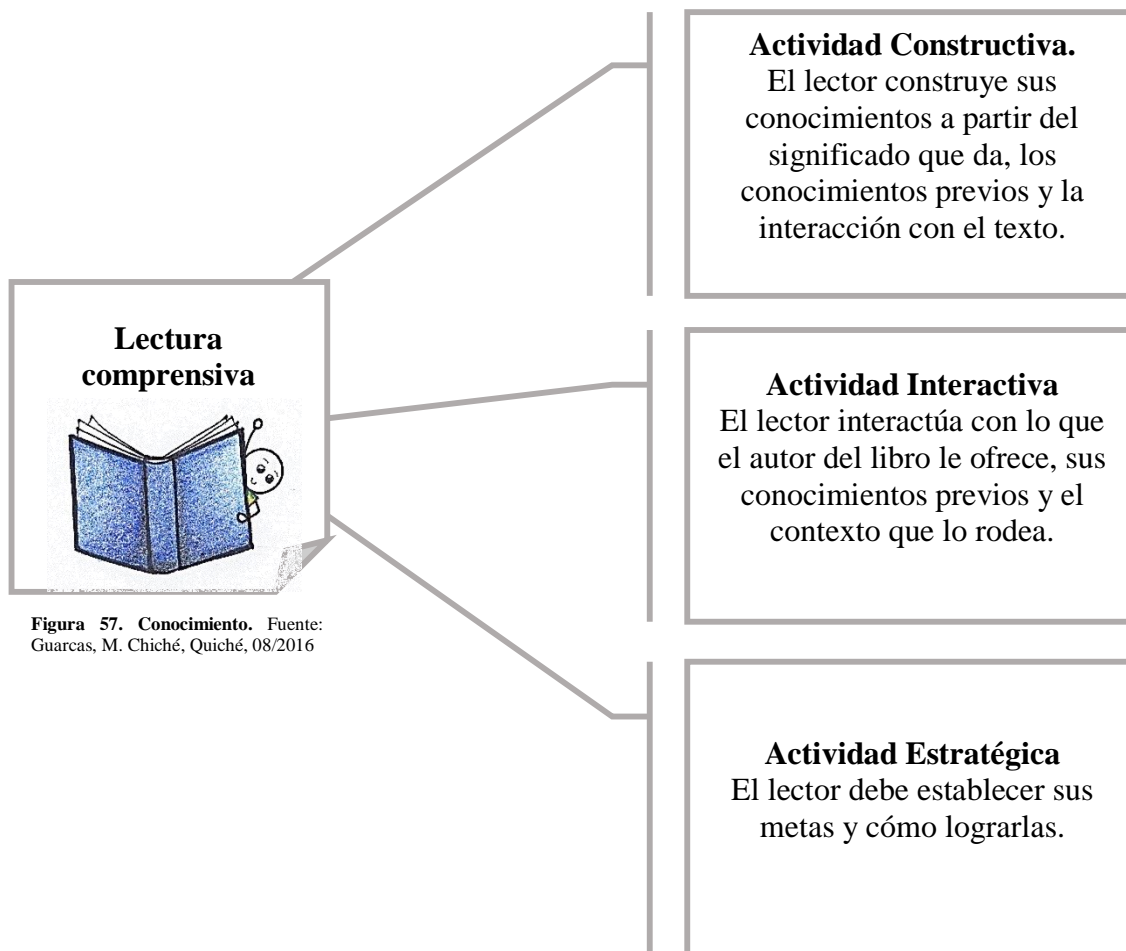 Lectura
comprensiva
Figura 57. Conocimiento. Fuente:
Guarcas, M. Chiché, Quiché, 08/2016
Actividad Constructiva.
El lector construye sus
conocimientos a partir del
significado que da, los
conocimientos previos y la
interacción con el texto.
Actividad Interactiva
El lector interactúa con lo que
el autor del libro le ofrece, sus
conocimientos previos y el
contexto que lo rodea.
Actividad Estratégica
El lector debe establecer sus
metas y cómo lograrlas.